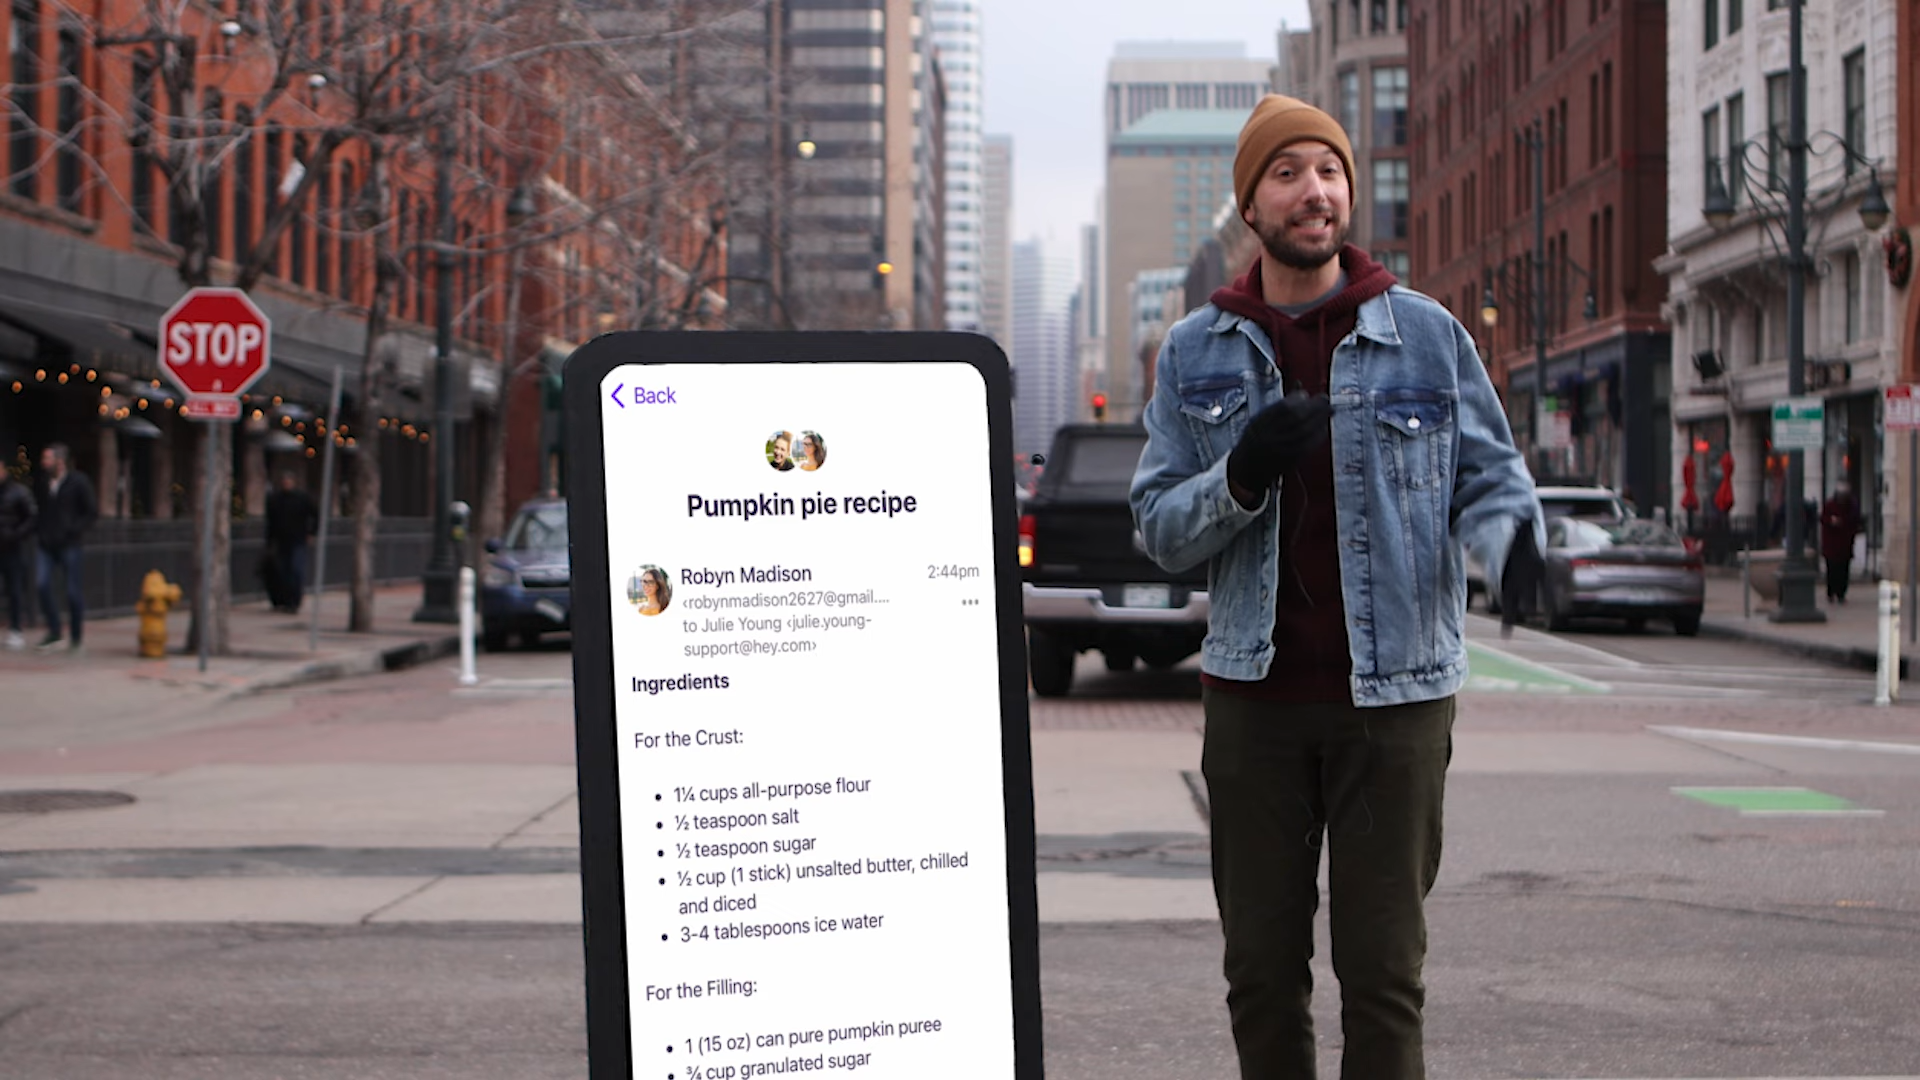 STOP
ALL WAY
Back
Pumpkin pie recipe
Robyn Madison
2:44pm
‹robynmadison2627@gmail....
to Julie Young ‹julie.young-
support@hey.com›
Ingredients
For the Crust:
• 1¼ cups all-purpose flour
• ½ teaspoon salt
• ½ teaspoon sugar
• ½ cup (1 stick) unsalted butter, chilled
and diced
• 3-4 tablespoons ice water
For the Filling:
• 1 (15 oz) can pure pumpkin puree
• ¾ cup granulated sugar